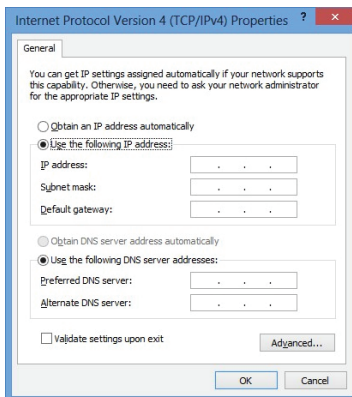 Internet Protocol Version 4 (TCP/IPv4) Properties ? ×
General
You can get IP settings assigned automatically if your network supports
this capability. Otherwise, you need to ask your network administrator
for the appropriate IP settings.
Obtain an IP address automatically
Use the following IP address:
IP address: . . .
Subnet mask: . . .
Default gateway: . . .
Obtain DNS server address automatically
Use the following DNS server addresses:
Preferred DNS server: . . .
Alternate DNS server: . . .
Validate settings upon exit
Advanced...
OK Cancel